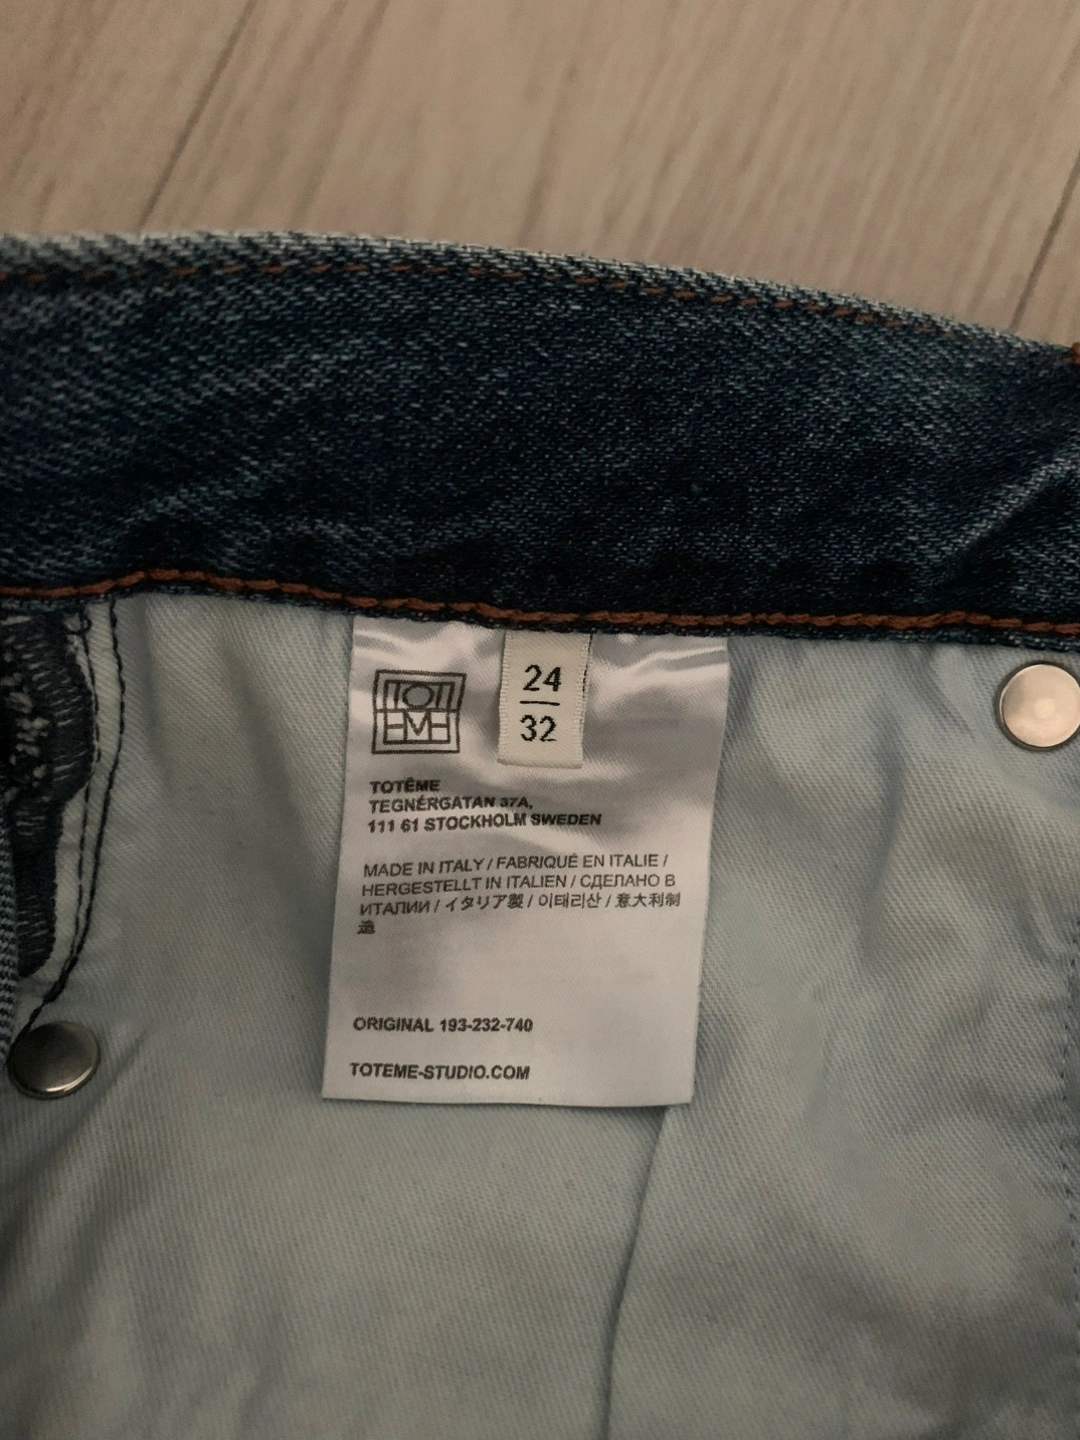 TOTEME
24
32
TOTÊME
TEGNÉRGATAN 37A,
111 61 STOCKHOLM SWEDEN
MADE IN ITALY / FABRIQUÉ EN ITALIE /
HERGESTELLT IN ITALIEN / СДЕЛАНО В
ИТАЛИИ / イタリア製 / 이태리산 / 意大利制
造
ORIGINAL 193-232-740
TOTEME-STUDIO.COM